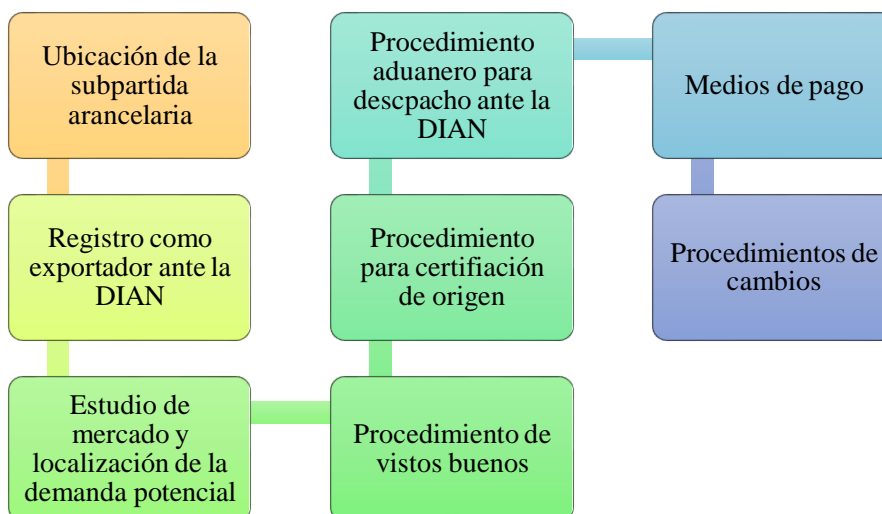 Ubicación de la
subpartida
arancelaria
Registro como
exportador ante la
DIAN
Estudio de
mercado y
localización de la
demanda potencial
Procedimiento de
vistos buenos
Procedimiento
para certifiación
de origen
Procedimiento
aduanero para
descpacho ante la
DIAN
Medios de pago
Procedimientos de
cambios